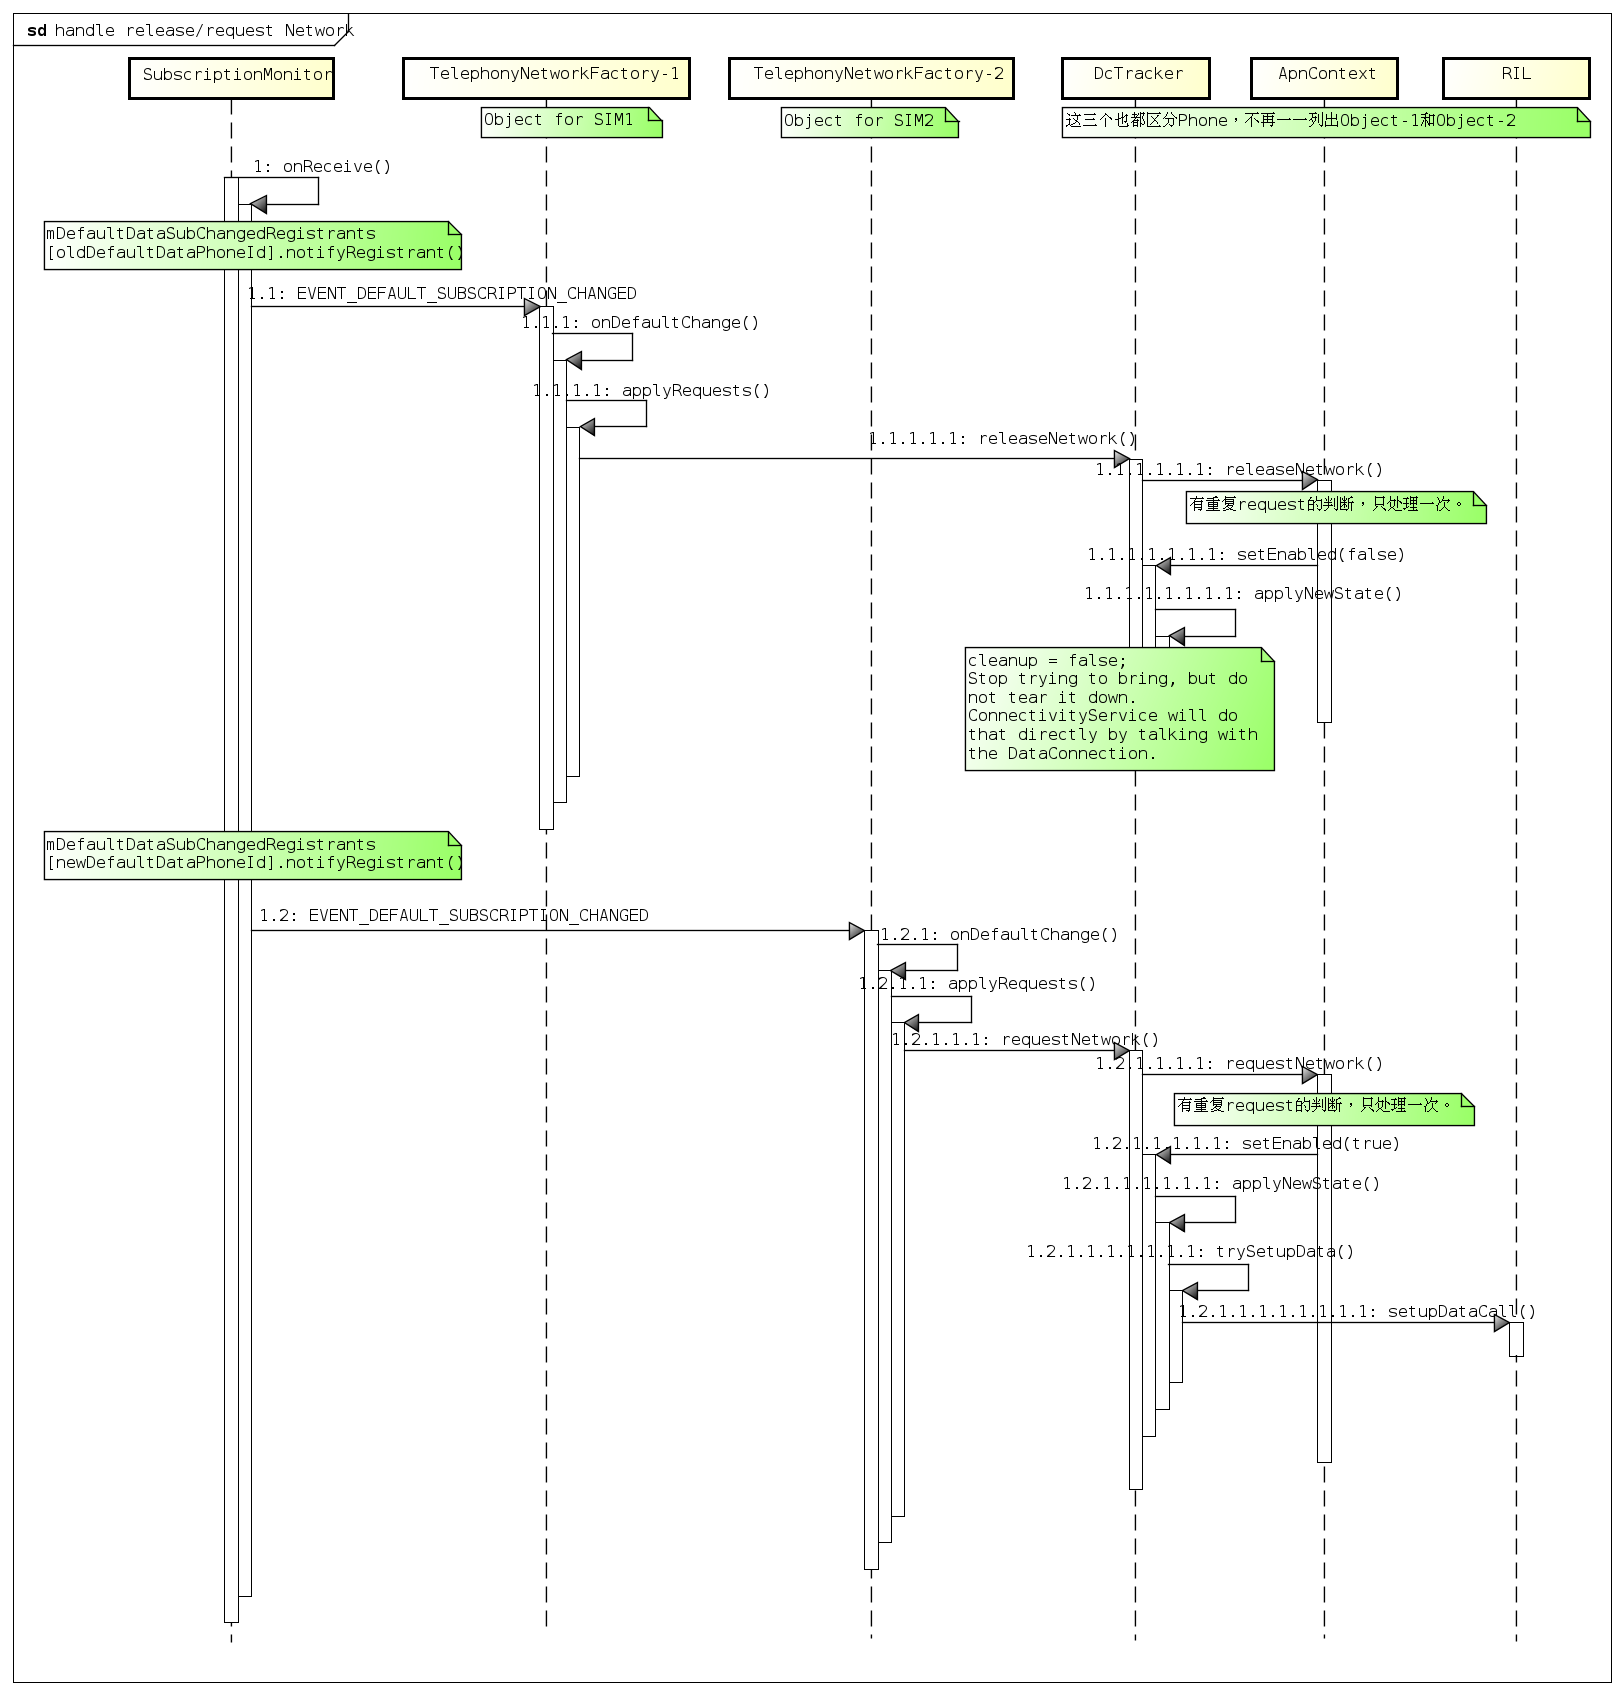 sd handle release/request Network
SubscriptionMonitor
TelephonyNetworkFactory-1
TelephonyNetworkFactory-2
DcTracker
ApnContext
RIL
Object for SIM1
Object for SIM2
这三个也都区分Phone，不再一一列出Object-1和Object-2
1: onReceive()
mDefaultDataSubChangedRegistrants
[oldDefaultDataPhoneId].notifyRegistrant()
1.1: EVENT_DEFAULT_SUBSCRIPTION_CHANGED
1.1.1: onDefaultChange()
1.1.1.1: applyRequests()
1.1.1.1.1: releaseNetwork()
1.1.1.1.1.1: releaseNetwork()
有重复request的判断，只处理一次。
1.1.1.1.1.1.1: setEnabled(false)
1.1.1.1.1.1.1.1: applyNewState()
cleanup = false;
Stop trying to bring, but do
not tear it down.
ConnectivityService will do
that directly by talking with
the DataConnection.
mDefaultDataSubChangedRegistrants
[newDefaultDataPhoneId].notifyRegistrant()
1.2: EVENT_DEFAULT_SUBSCRIPTION_CHANGED
1.2.1: onDefaultChange()
1.2.1.1: applyRequests()
1.2.1.1.1: requestNetwork()
1.2.1.1.1.1: requestNetwork()
有重复request的判断，只处理一次。
1.2.1.1.1.1.1: setEnabled(true)
1.2.1.1.1.1.1.1: applyNewState()
1.2.1.1.1.1.1.1.1: trySetupData()
1.2.1.1.1.1.1.1.1.1: setupDataCall()